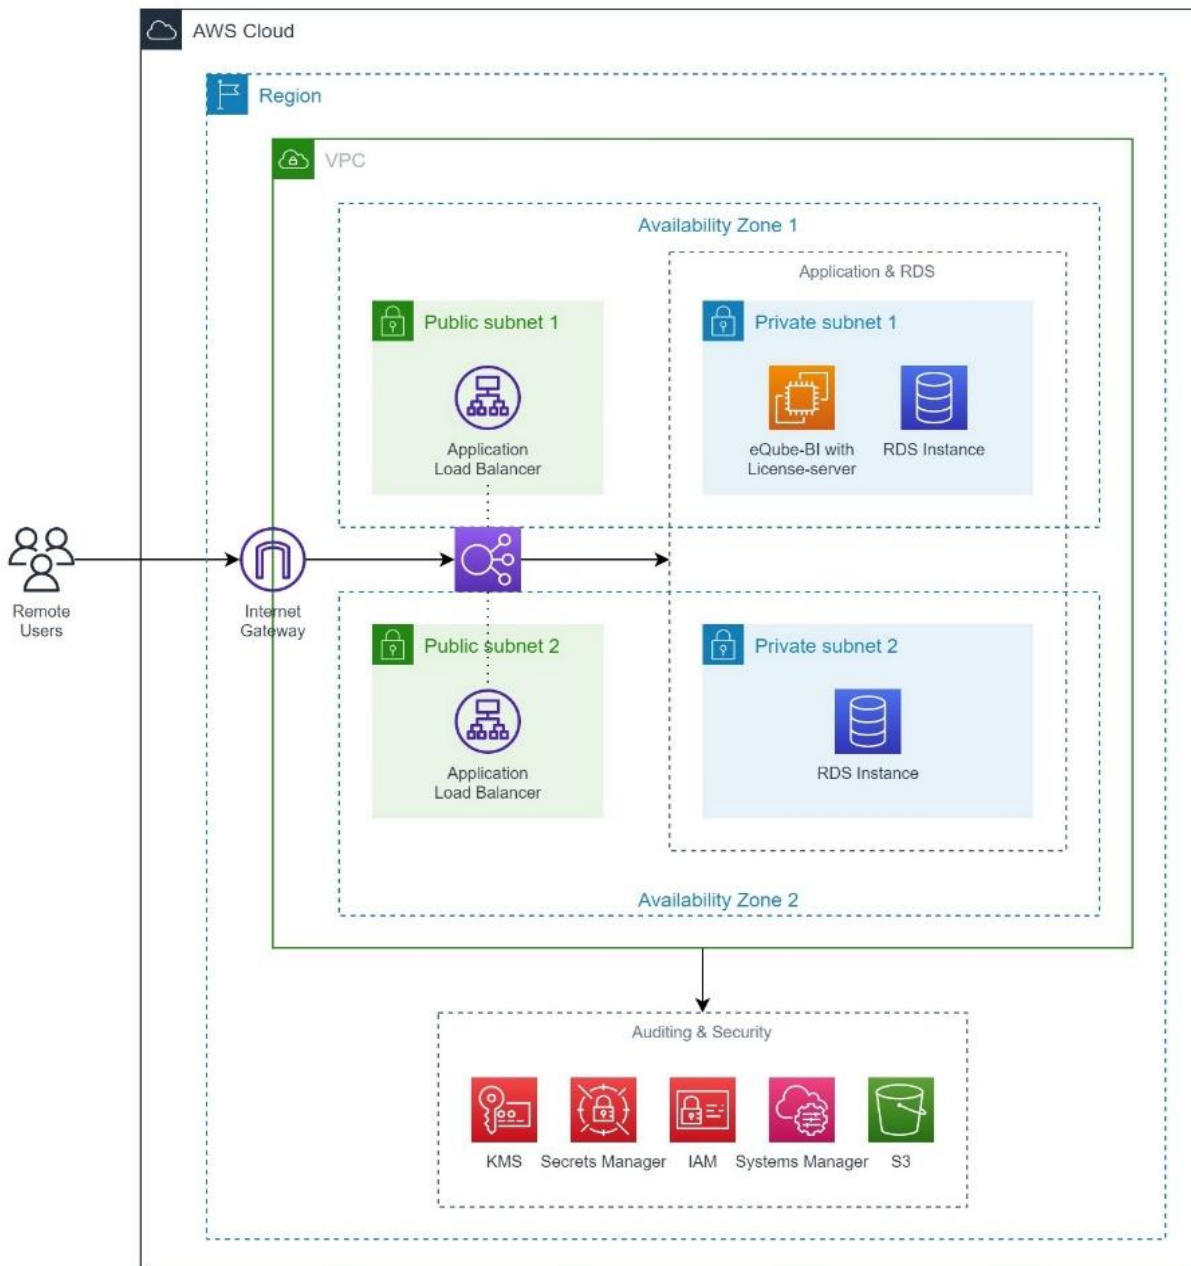 AWS Cloud
Region
VPC
Availability Zone 1
Application & RDS
Public subnet 1
Private subnet 1
Application
Load Balancer
eQube-BI with
License-server
RDS Instance
Remote
Users
Internet
Gateway
Public subnet 2
Private subnet 2
Application
Load Balancer
RDS Instance
Availability Zone 2
Auditing & Security
KMS
Secrets Manager
IAM
Systems Manager
S3